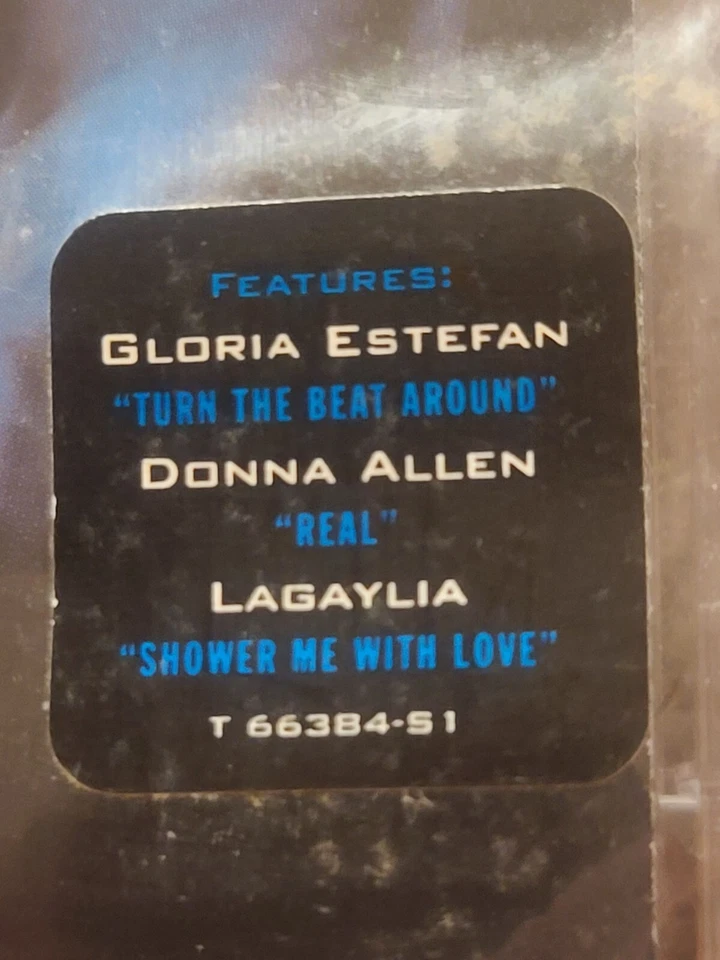 FEATURES:
GLORIA ESTEFAN
“TURN THE BEAT AROUND”
DONNA ALLEN
“REAL”
LAGAYLIA
“SHOWER ME WITH LOVE”
T 66384-S1